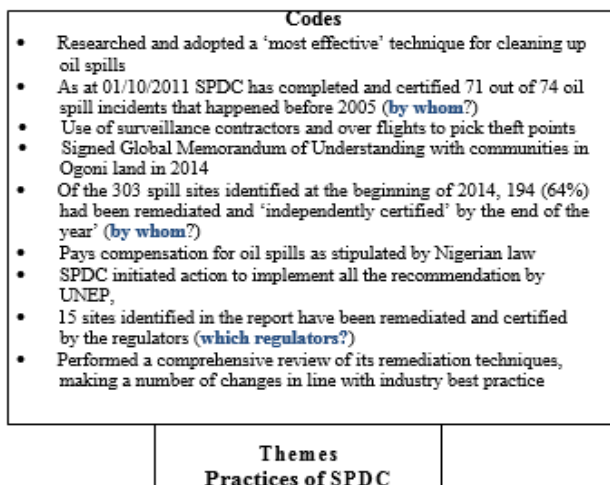 Codes
• Researched and adopted a ‘most effective’ technique for cleaning up
oil spills
• As at 01/10/2011 SPDC has completed and certified 71 out of 74 oil
spill incidents that happened before 2005 (by whom?)
• Use of surveillance contractors and over flights to pick theft points
• Signed Global Memorandum of Understanding with communities in
Ogoni land in 2014
• Of the 303 spill sites identified at the beginning of 2014, 194 (64%)
had been remediated and ‘independently certified’ by the end of the
year’ (by whom?)
• Pays compensation for oil spills as stipulated by Nigerian law
• SPDC initiated action to implement all the recommendation by
UNEP,
• 15 sites identified in the report have been remediated and certified
by the regulators (which regulators?)
• Performed a comprehensive review of its remediation techniques,
making a number of changes in line with industry best practice
Themes
Practices of SPDC